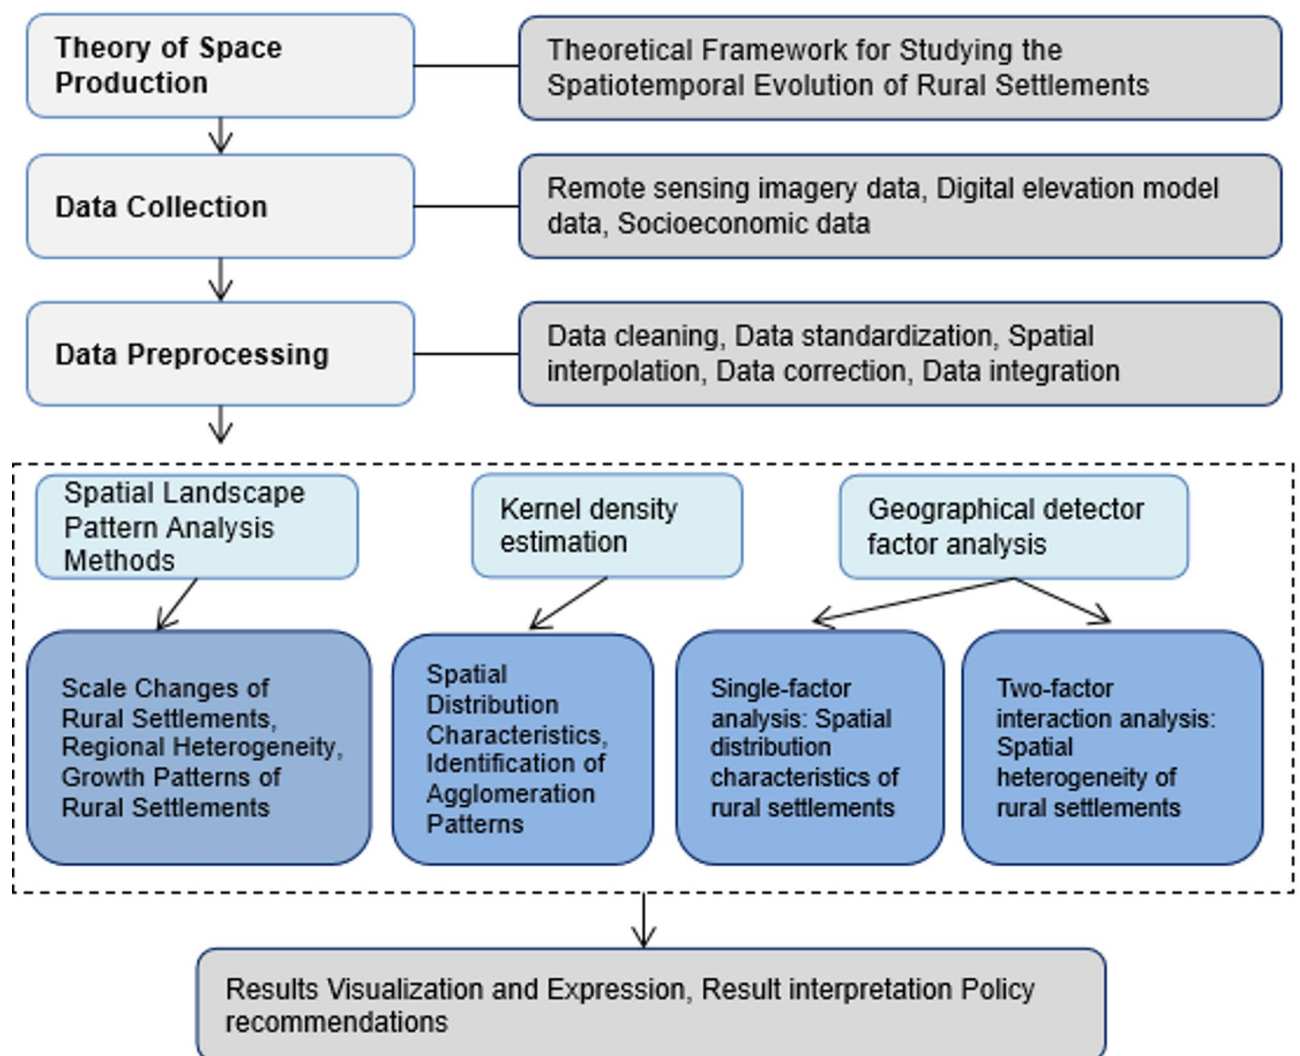 Theory of Space
Production
Theoretical Framework for Studying the
Spatiotemporal Evolution of Rural Settlements
Data Collection
Remote sensing imagery data, Digital elevation model
data, Socioeconomic data
Data Preprocessing
Data cleaning, Data standardization, Spatial
interpolation, Data correction, Data integration
Spatial Landscape
Pattern Analysis
Methods
Kernel density
estimation
Geographical detector
factor analysis
Scale Changes of
Rural Settlements,
Regional Heterogeneity,
Growth Patterns of
Rural Settlements
Spatial
Distribution
Characteristics,
Identification of
Agglomeration
Patterns
Single-factor
analysis: Spatial
distribution
characteristics of
rural settlements
Two-factor
interaction analysis:
Spatial
heterogeneity of
rural settlements
Results Visualization and Expression, Result interpretation Policy
recommendations